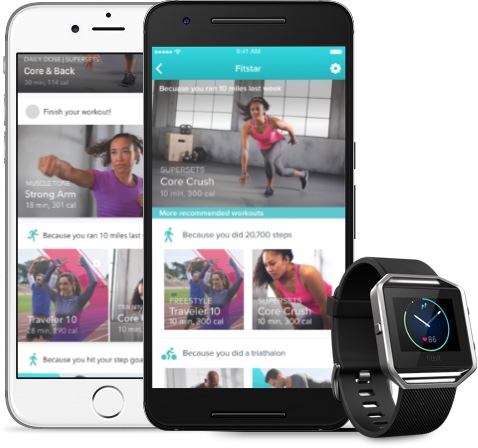 DAILY DOSE | SUPERSETS
Core & Back
30 min, 114 cal
Finish your workout!
MUSCLE TONE
Strong Arm
18 min, 301 cal
Because you ran 10 miles last
Traveler 10
Because you hit your step goa
9:41 AM
Fitstar
Because you ran 10 miles last week
SUPERSETS
Core Crush
10 min, 300 cal
More recommended workouts
Because you did 20,700 steps
FREESTYLE
Traveler 10
10 min, 300 cal
SUPERSETS
Core Crush
10 min, 300 cal
Because you did a triathalon
86
fitbit